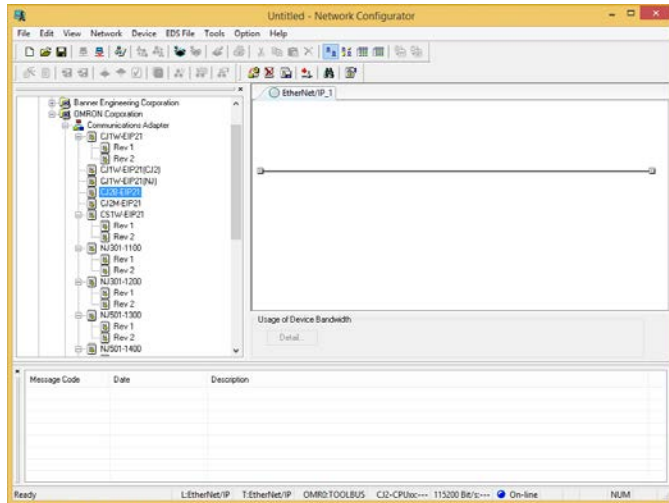 Untitled - Network Configurator
File Edit View Network Device EDS File Tools Option Help
EtherNet/IP_1
Banner Engineering Corporation
OMRON Corporation
Communications Adapter
CJ1W-EIP21
Rev 1
Rev 2
CJ1W-EIP21(CJ2)
CJ1W-EIP21(NJ)
CJ2B-EIP21
CJ2M-EIP21
CS1W-EIP21
Rev 1
Rev 2
NJ301-1100
Rev 1
Rev 2
NJ301-1200
Rev 1
Rev 2
NJ501-1300
Rev 1
Rev 2
NJ501-1400
Usage of Device Bandwidth
Detail...
Message Code Date Description
Ready L:EtherNet/IP T:EtherNet/IP OMR0:TOOLBUS 115200 Bit/s:--- On-line NUM